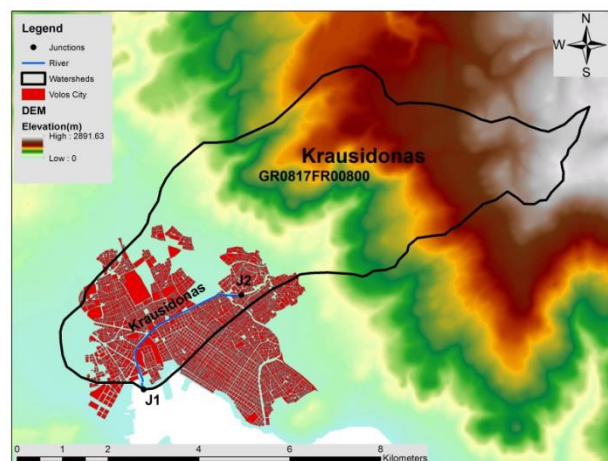 Legend
Junctions
River
Watersheds
Volos City
DEM
Elevation(m)
High : 2891.63
Low : 0
N
W
E
S
Krausidonas
GR0817FR00800
J2
Krausidonas
J1
0
2
4
6
8
Kilometers